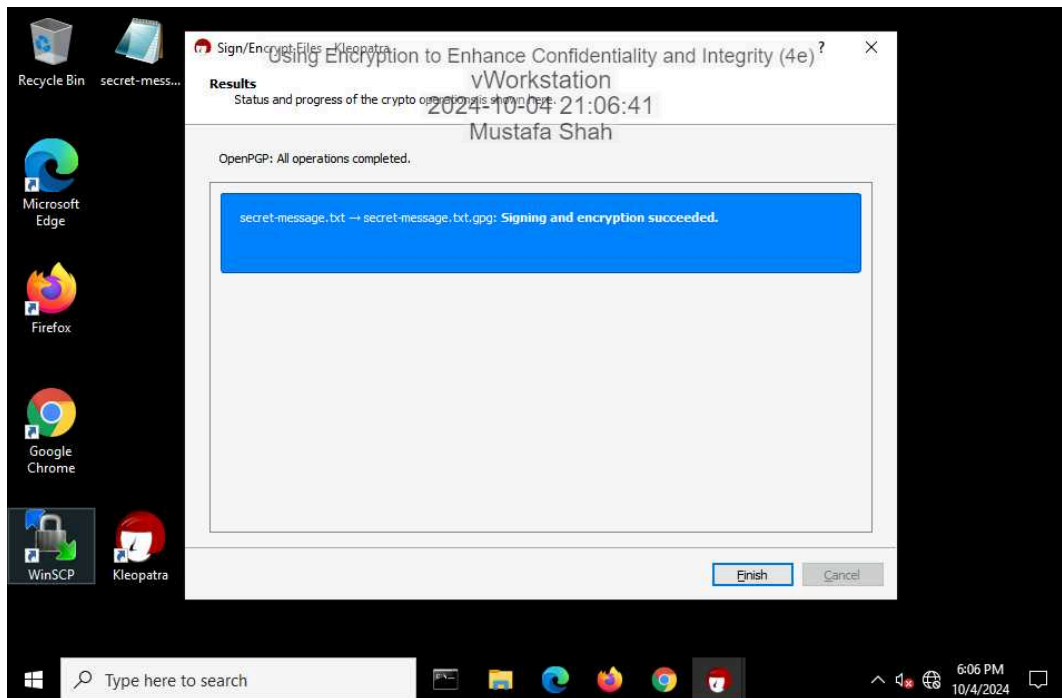 Recycle Bin
secret-mess...
Microsoft
Edge
Firefox
Google
Chrome
WinSCP
Kleopatra
Sign/Encrypt Files - Kleopatra
?
Results
Status and progress of the crypto operations is shown here.
Using Encryption to Enhance Confidentiality and Integrity (4e)
vWorkstation
2024-10-04 21:06:41
Mustafa Shah
OpenPGP: All operations completed.
secret-message.txt → secret-message.txt.gpg: Signing and encryption succeeded.
Finish
Cancel
Type here to search
6:06 PM
10/4/2024